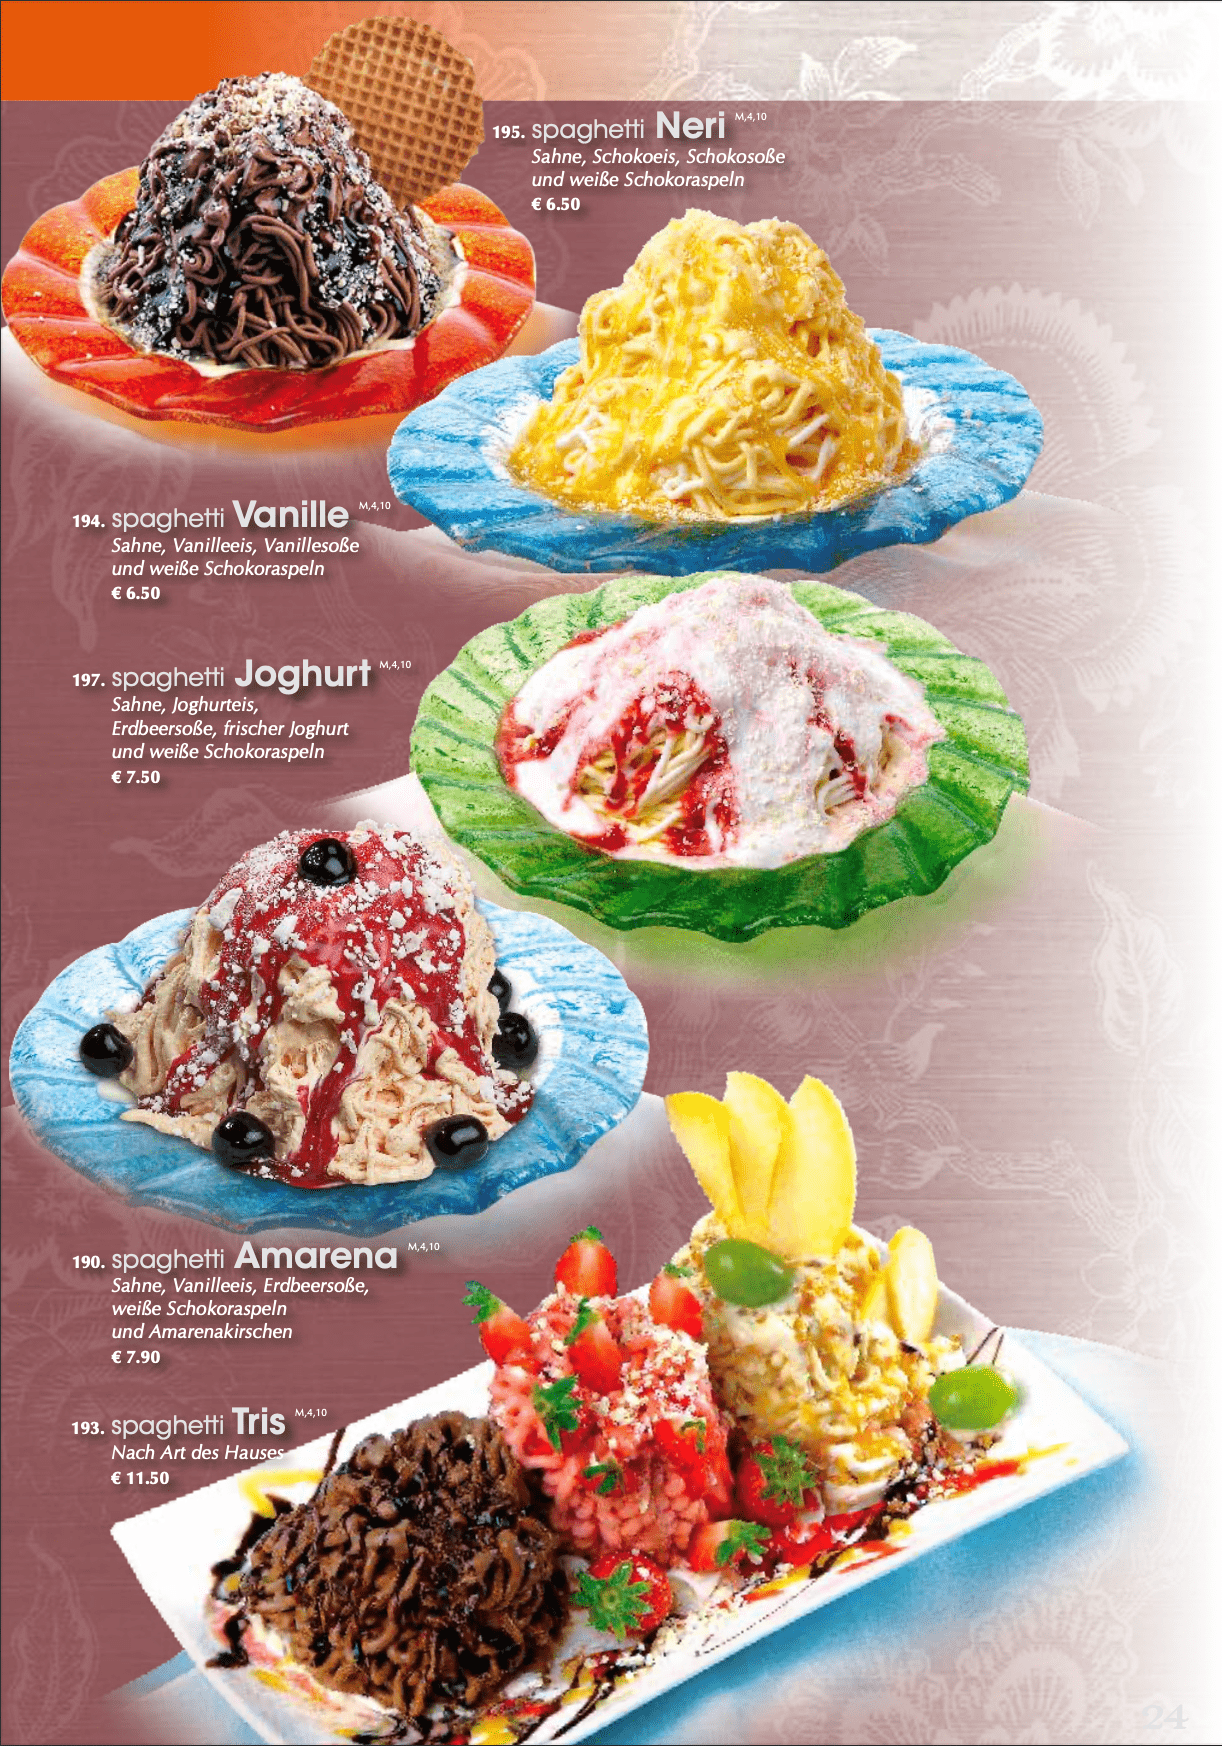 195. spaghetti Neri M,4,10
Sahne, Schokoeis, Schokosoße
und weiße Schokoraspeln
€ 6.50
194. spaghetti Vanille M,4,10
Sahne, Vanilleeis, Vanillesoße
und weiße Schokoraspeln
€ 6.50
197. spaghetti Joghurt M,4,10
Sahne, Joghurteis,
Erdbeersoße, frischer Joghurt
und weiße Schokoraspeln
€ 7.50
190. spaghetti Amarena M,4,10
Sahne, Vanilleeis, Erdbeersoße,
weiße Schokoraspeln
und Amarenakirschen
€ 7.90
193. spaghetti Tris M,4,10
Nach Art des Hauses
€ 11.50
24